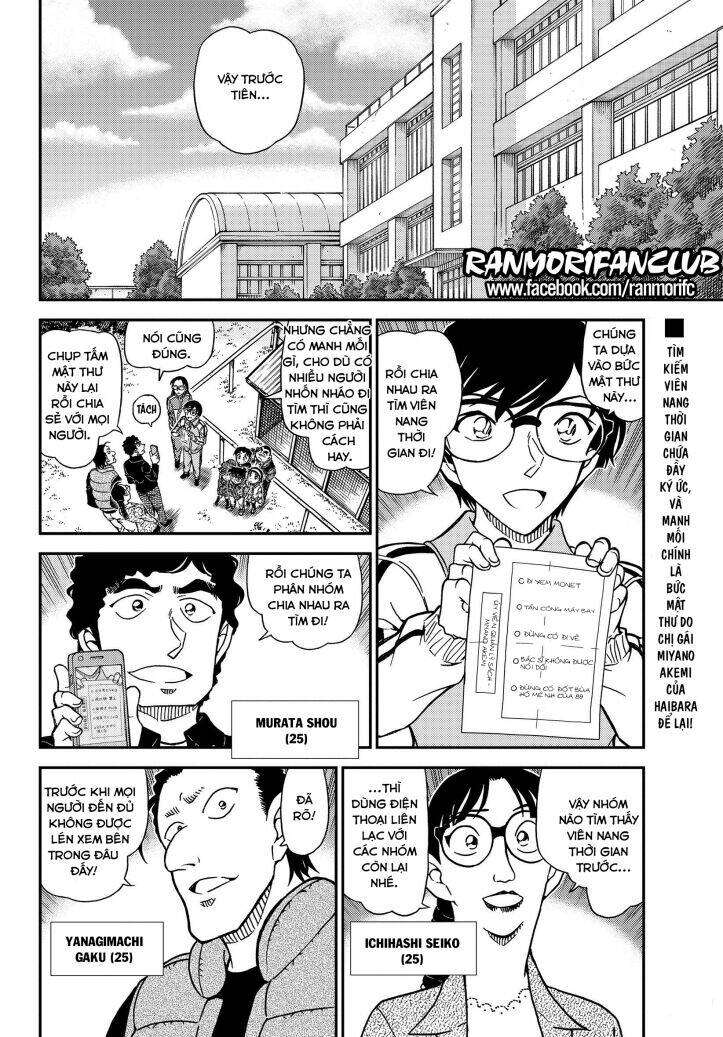 VẬY TRƯỚC
TIÊN...
RANMORIFANCLUB
www.facebook.com/ranmorifc
TÌM
KIẾM
VIÊN
NANG
THỜI
GIAN
CHỨA
ĐẦY
KÝ ỨC,
VÀ
MANH
MỐI
CHÍNH
LÀ
BỨC
MẬT
THƯ DO
CHỊ GÁI
MIYANO
AKEMI
CỦA
HAIBARA
ĐỂ LẠI!
CHÚNG
TA DỰA
VÀO BỨC
MẬT THƯ
NÀY...
RỒI CHIA
NHAU RA
TÌM VIÊN
NANG
THỜI
GIAN ĐI!
ĐI XEM MONET
TẤN CÔNG MÁY BAY
ĐỪNG CÓ ĐI VỀ
BÁC SĨ KHÔNG ĐƯỢC
NÓI DỐI
ỦY VIÊN QUẢN LÝ SÁCH -
MIYANO AKEMI
NHƯNG CHẲNG
CÓ MANH MỐI
GÌ, CHO DÙ CÓ
NHIỀU NGƯỜI
NHỐN NHÁO ĐI
TÌM THÌ CŨNG
KHÔNG PHẢI
CÁCH
HAY.
NÓI CŨNG
ĐÚNG.
TÁCH
CHỤP TẤM
MẬT THƯ
NÀY LẠI
RỒI CHIA
SẺ VỚI MỌI
NGƯỜI.
RỒI CHÚNG TA
PHÂN NHÓM
CHIA NHAU RA
TÌM ĐI!
MURATA SHOU
(25)
VẬY NHÓM
NÀO TÌM THẤY
VIÊN NANG
THỜI GIAN
TRƯỚC...
...THÌ
DÙNG ĐIỆN
THOẠI LIÊN
LẠC VỚI
CÁC NHÓM
CÒN LẠI
NHÉ.
ICHIHASHI SEIKO
(25)
ĐÃ
RÕ!
TRƯỚC KHI MỌI
NGƯỜI ĐẾN ĐỦ
KHÔNG ĐƯỢC
LÉN XEM BÊN
TRONG ĐÂU
ĐẤY!
YANAGIMACHI
GAKU (25)